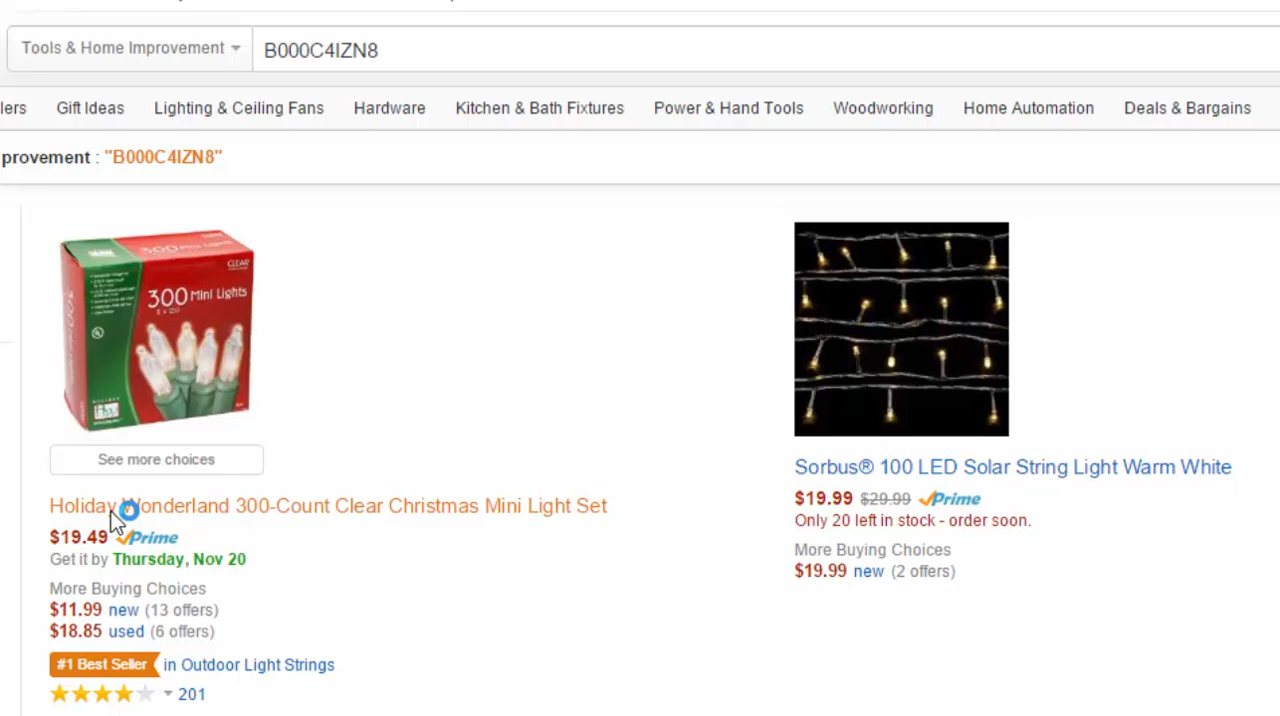 Tools & Home Improvement
B000C4IZN8
lers Gift Ideas Lighting & Ceiling Fans Hardware Kitchen & Bath Fixtures Power & Hand Tools Woodworking Home Automation Deals & Bargains
provement : "B000C4IZN8"
300 Mini Lights
CLEAR
300 Mini Lights
See more choices
Holiday Wonderland 300-Count Clear Christmas Mini Light Set
$19.49 Prime
Get it by Thursday, Nov 20
More Buying Choices
$11.99 new (13 offers)
$18.85 used (6 offers)
#1 Best Seller in Outdoor Light Strings
201
Sorbus® 100 LED Solar String Light Warm White
$19.99 $29.99 Prime
Only 20 left in stock - order soon.
More Buying Choices
$19.99 new (2 offers)